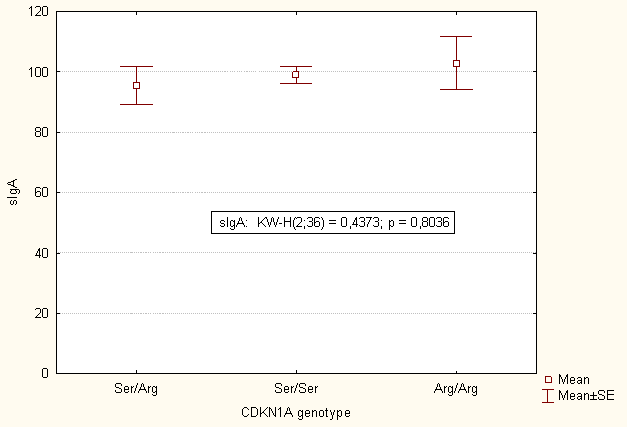 120
100
80
60
40
20
0
sIgA
sIgA: KW-H(2;36) = 0,4373; p = 0,8036
Ser/Arg Ser/Ser Arg/Arg
CDKN1A genotype
Mean
Mean±SE